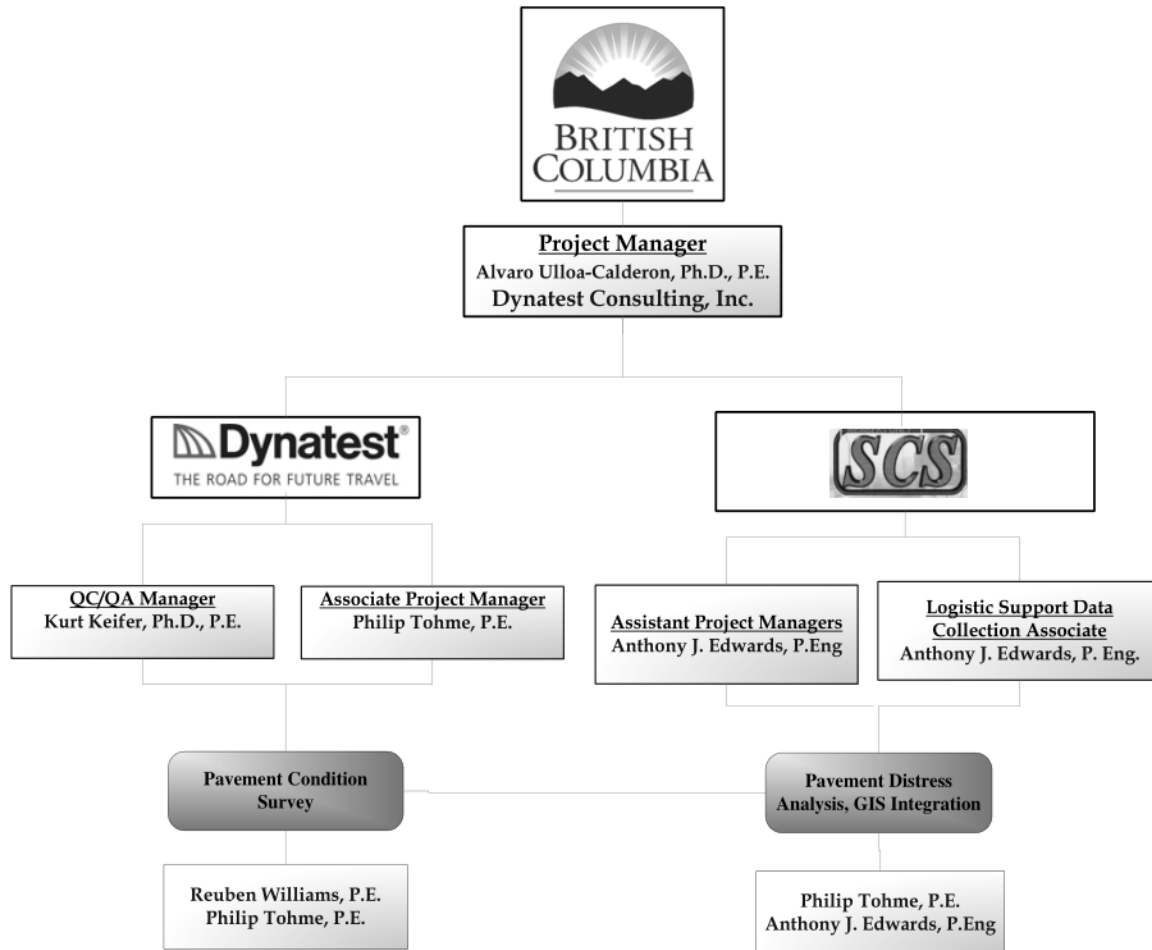 BRITISH
COLUMBIA
Project Manager
Alvaro Ulloa-Calderon, Ph.D., P.E.
Dynatest Consulting, Inc.
Dynatest®
THE ROAD FOR FUTURE TRAVEL
SCS
QC/QA Manager
Kurt Keifer, Ph.D., P.E.
Associate Project Manager
Philip Tohme, P.E.
Assistant Project Managers
Anthony J. Edwards, P.Eng
Logistic Support Data
Collection Associate
Anthony J. Edwards, P. Eng.
Pavement Condition
Survey
Pavement Distress
Analysis, GIS Integration
Reuben Williams, P.E.
Philip Tohme, P.E.
Philip Tohme, P.E.
Anthony J. Edwards, P.Eng